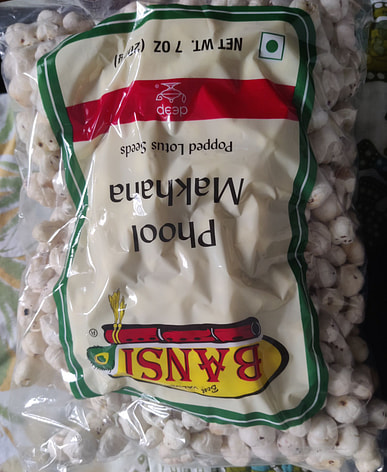 BANSI
®
Phool
Makhana
Popped Lotus Seeds
deep
NET WT. 7 OZ